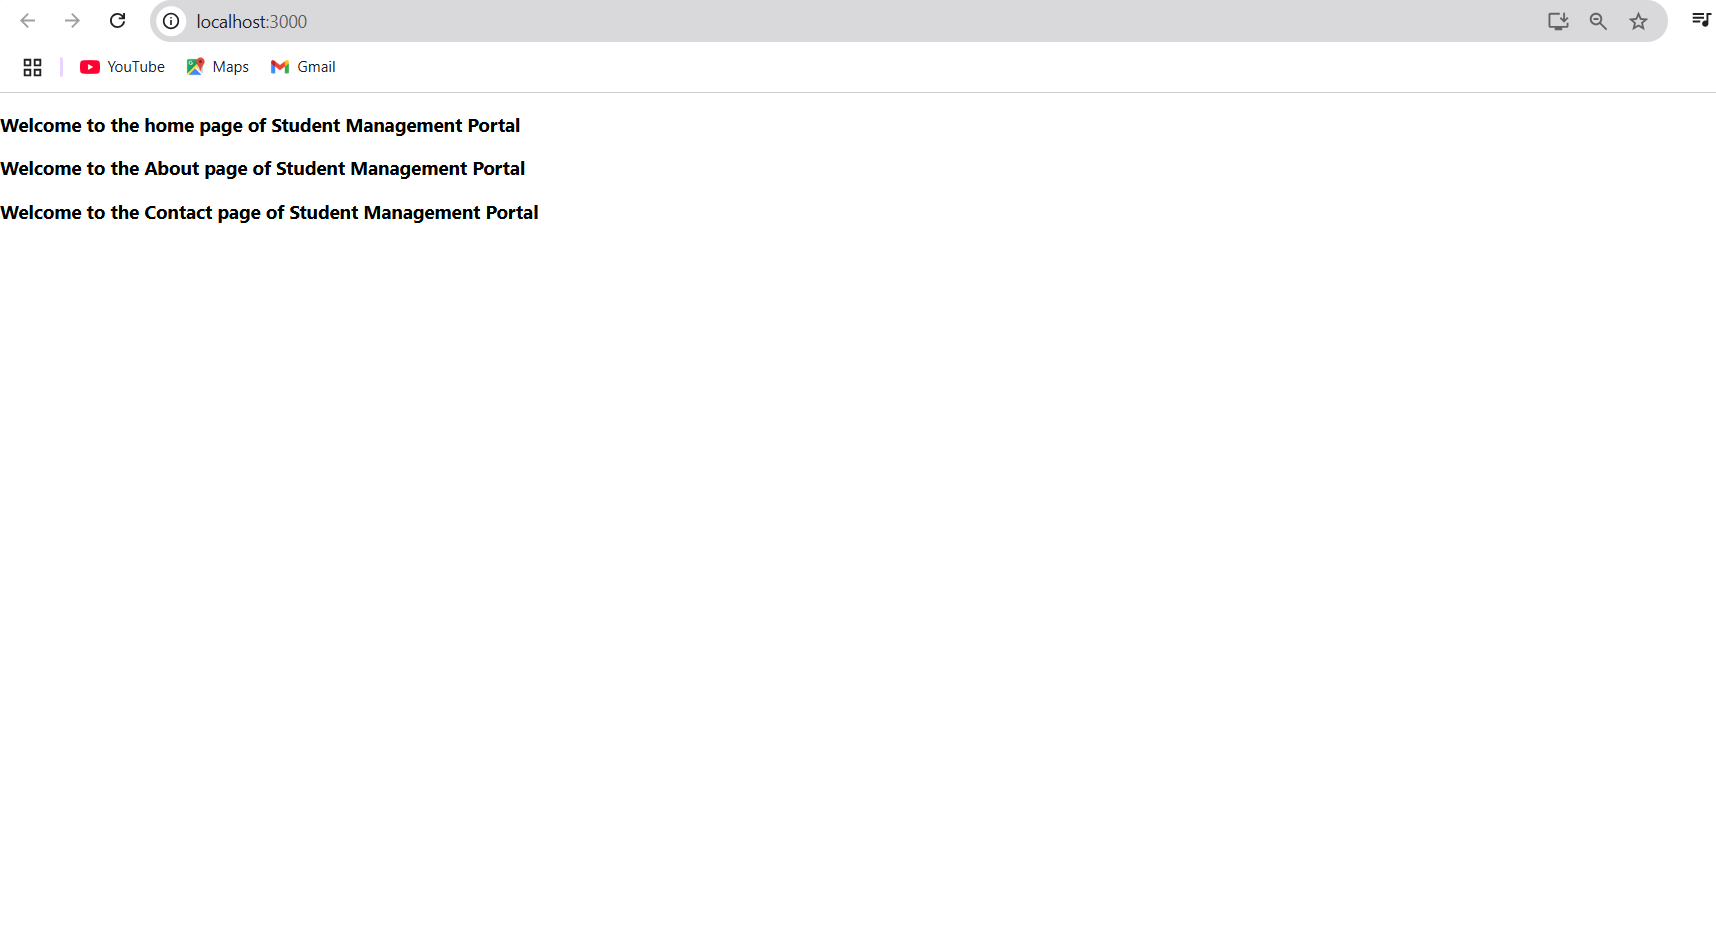 localhost:3000
YouTube Maps Gmail
Welcome to the home page of Student Management Portal
Welcome to the About page of Student Management Portal
Welcome to the Contact page of Student Management Portal